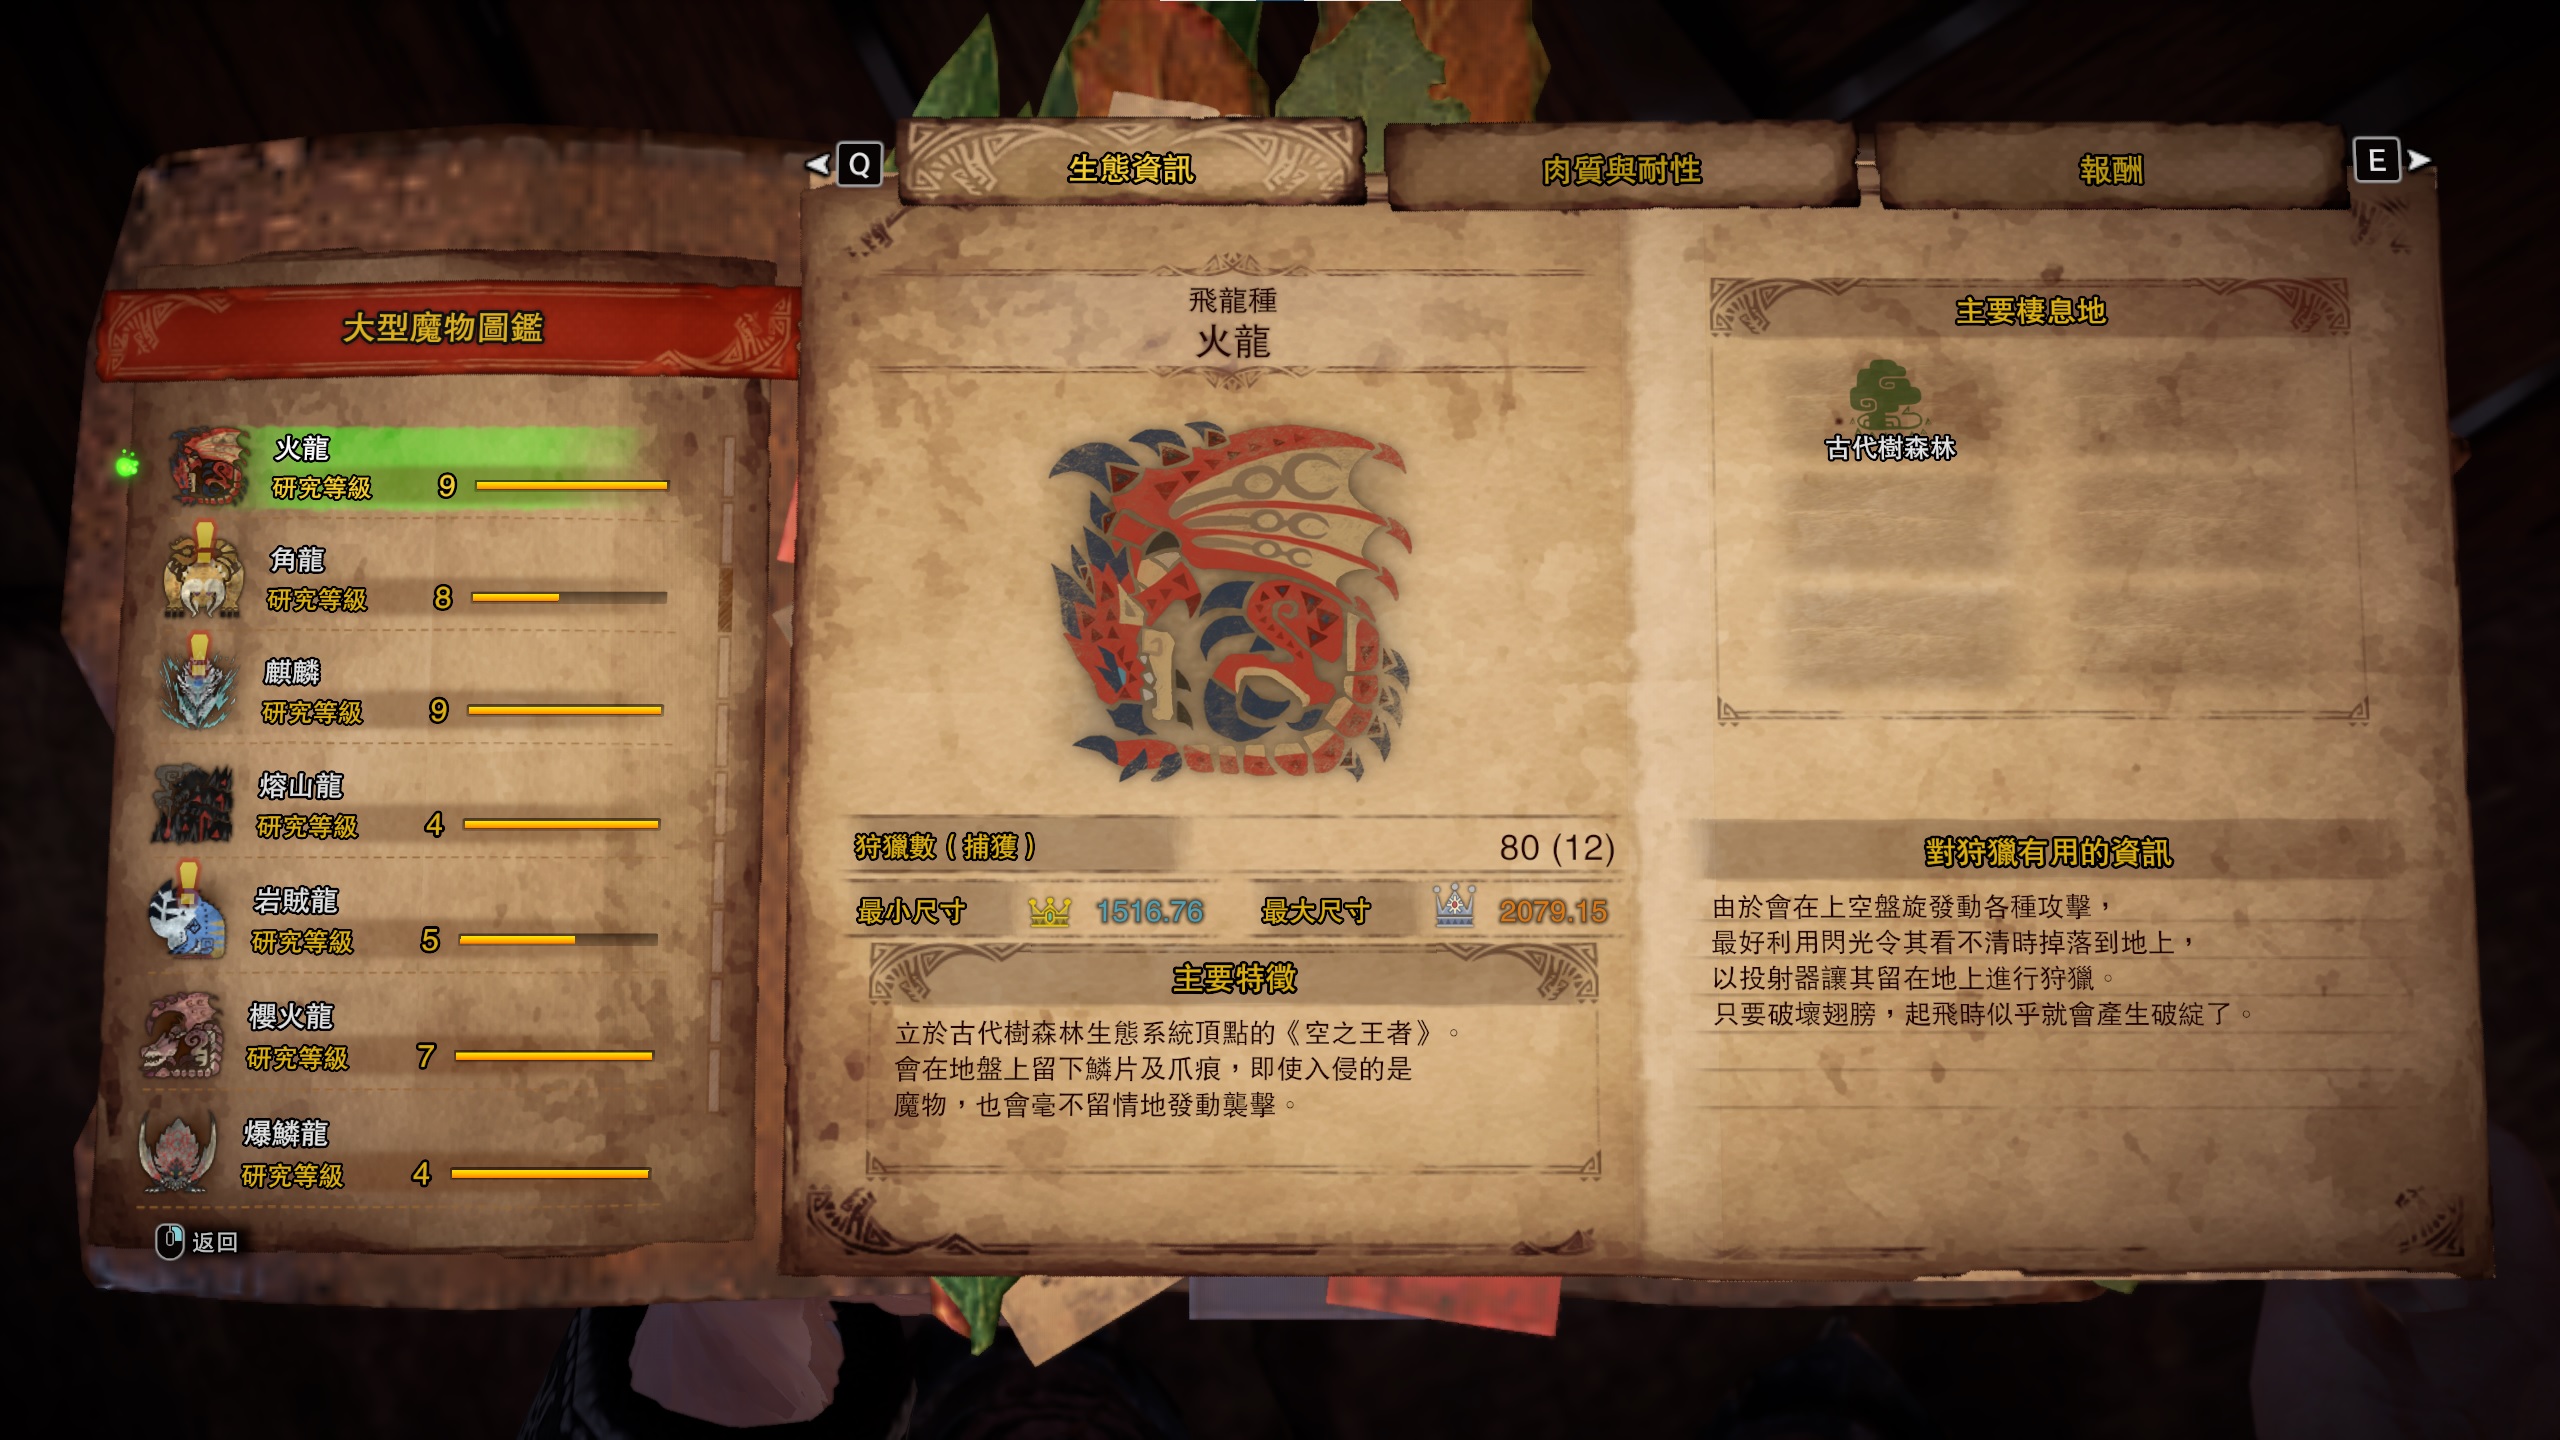 Q
生態資訊
肉質與耐性
報酬
E
大型魔物圖鑑
火龍
研究等級 9
角龍
研究等級 8
麒麟
研究等級 9
熔山龍
研究等級 4
岩賊龍
研究等級 5
櫻火龍
研究等級 7
爆鱗龍
研究等級 4
返回
飛龍種
火龍
狩獵數(捕獲) 80 (12)
最小尺寸 1516.76 最大尺寸 2079.15
主要特徵
立於古代樹森林生態系統頂點的《空之王者》。
會在地盤上留下鱗片及爪痕,即使入侵的是
魔物,也會毫不留情地發動襲擊。
主要棲息地
古代樹森林
對狩獵有用的資訊
由於會在上空盤旋發動各種攻擊,
最好利用閃光令其看不清時掉落到地上,
以投射器讓其留在地上進行狩獵。
只要破壞翅膀,起飛時似乎就會產生破綻了。